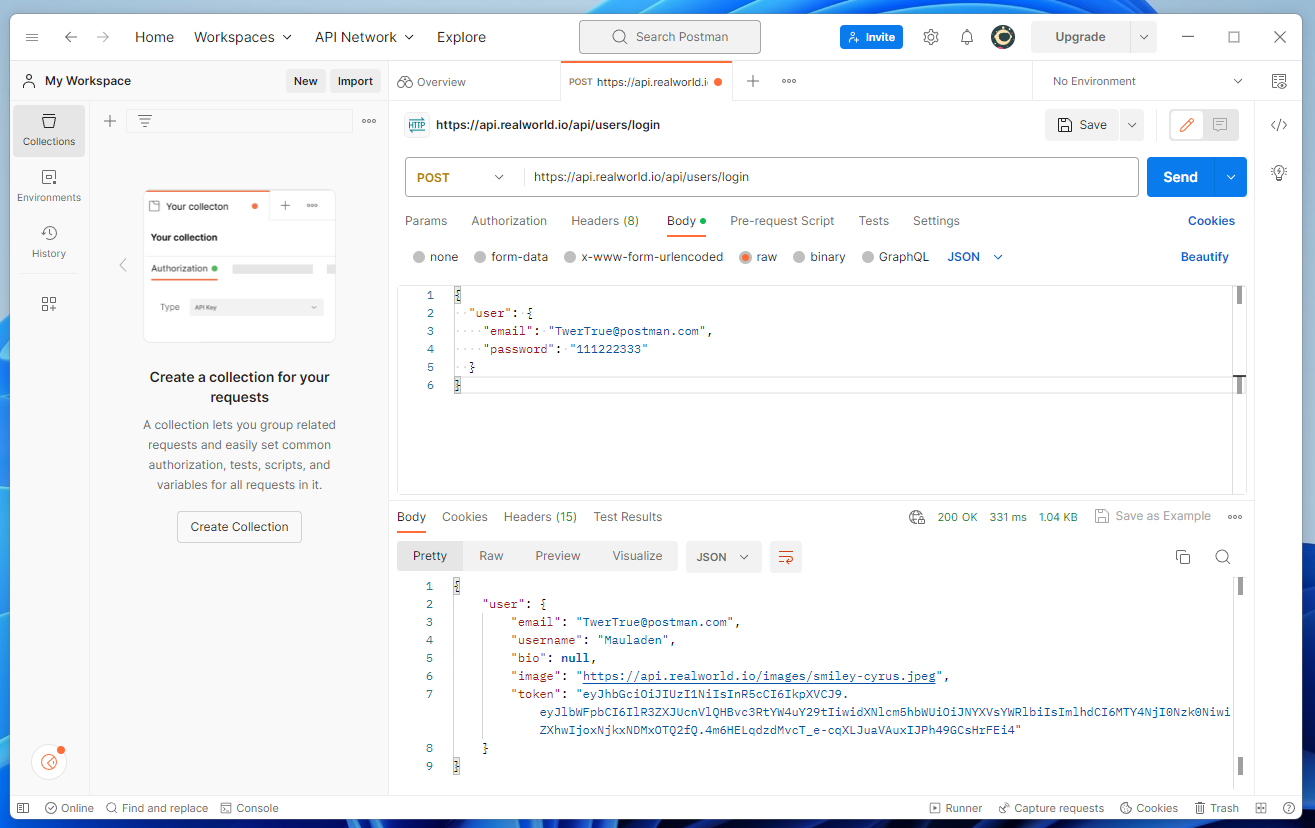 Home Workspaces API Network Explore Search Postman Invite Upgrade
My Workspace New Import Overview POST https://api.realworld.i No Environment
Collections
Environments
History
Your collecton
Your collection
Authorization
Type API Key
Create a collection for your
requests
A collection lets you group related
requests and easily set common
authorization, tests, scripts, and
variables for all requests in it.
Create Collection
HTTP https://api.realworld.io/api/users/login Save
POST https://api.realworld.io/api/users/login Send
Params Authorization Headers (8) Body Pre-request Script Tests Settings Cookies
none form-data x-www-form-urlencoded raw binary GraphQL JSON Beautify
1 {
2 "user": {
3 "email": "TwerTrue@postman.com",
4 "password": "111222333"
5 }
6 }
Body Cookies Headers (15) Test Results 200 OK 331 ms 1.04 KB Save as Example
Pretty Raw Preview Visualize JSON
1 {
2 "user": {
3 "email": "TwerTrue@postman.com",
4 "username": "Mauladen",
5 "bio": null,
6 "image": "https://api.realworld.io/images/smiley-cyrus.jpeg",
7 "token": "eyJhbGciOiJIUzI1NiIsInR5cCI6IkpXVCJ9.
eyJlbWFpbCI6IlR3ZXJUcnVlQHBvc3RtYW4uY29tIiwidXNlcm5hbWUiOiJNYXVsYWRlbiIsImlhdCI6MTY4NjI0Nzk0Niwi
ZXhwIjoxNjkxNDMxOTQ2fQ.4m6HELqdzdMvcT_e-cqXLJuaVAuxIJPh49GCsHrFEi4"
8 }
9 }
Online Find and replace Console Runner Capture requests Cookies Trash